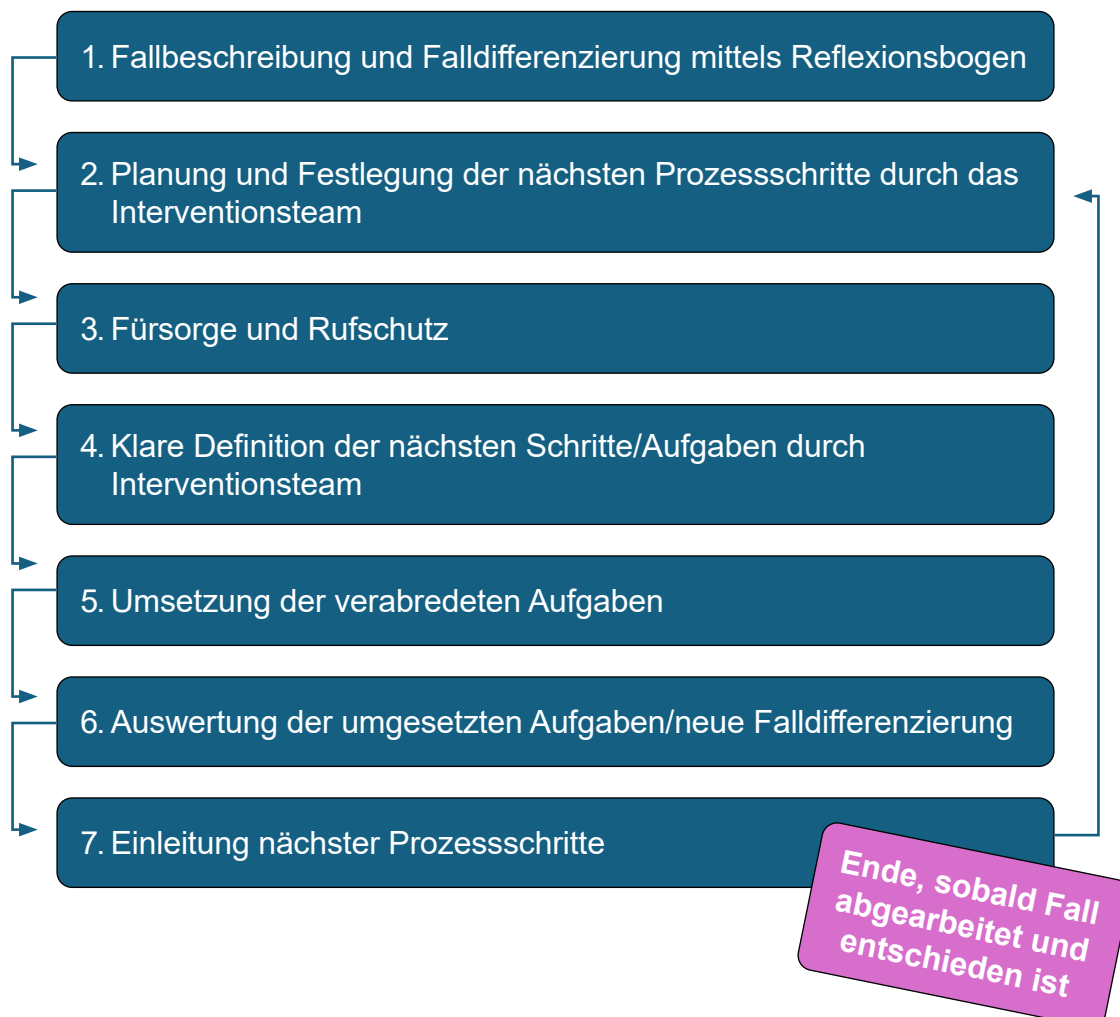 1. Fallbeschreibung und Falldifferenzierung mittels Reflexionsbogen
2. Planung und Festlegung der nächsten Prozessschritte durch das
Interventionsteam
3. Fürsorge und Rufschutz
4. Klare Definition der nächsten Schritte/Aufgaben durch
Interventionsteam
5. Umsetzung der verabredeten Aufgaben
6. Auswertung der umgesetzten Aufgaben/neue Falldifferenzierung
7. Einleitung nächster Prozessschritte
Ende, sobald Fall
abgearbeitet und
entschieden ist